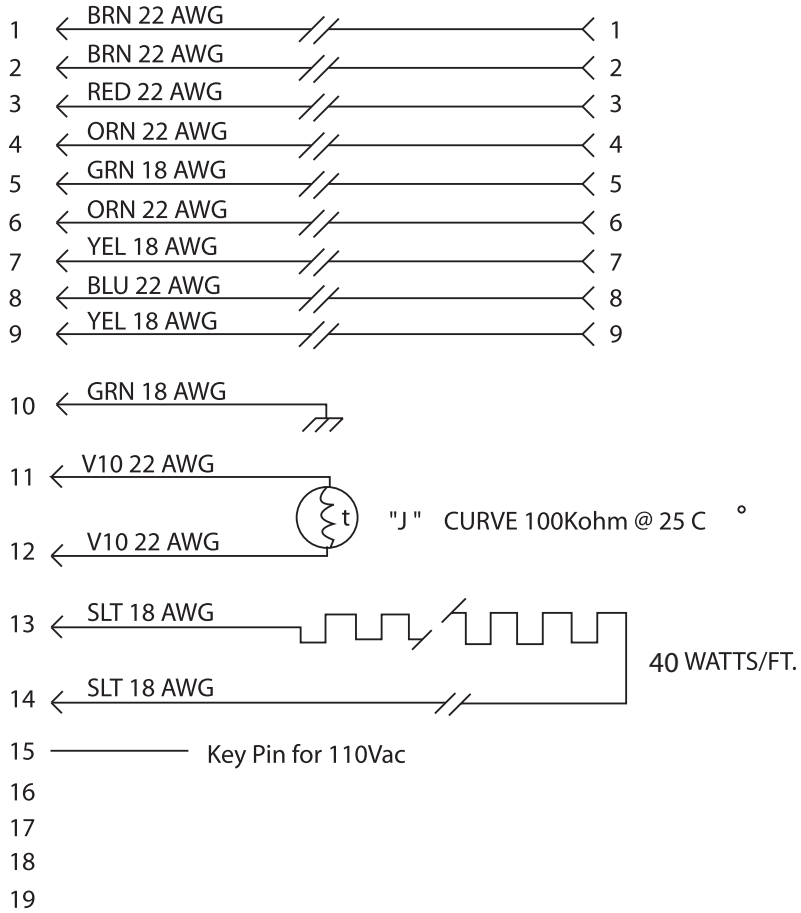 1 BRN 22 AWG 1
2 BRN 22 AWG 2
3 RED 22 AWG 3
4 ORN 22 AWG 4
5 GRN 18 AWG 5
6 ORN 22 AWG 6
7 YEL 18 AWG 7
8 BLU 22 AWG 8
9 YEL 18 AWG 9
10 GRN 18 AWG
11 V10 22 AWG
t "J" CURVE 100Kohm @ 25 C °
12 V10 22 AWG
13 SLT 18 AWG
40 WATTS/FT.
14 SLT 18 AWG
15 Key Pin for 110Vac
16
17
18
19